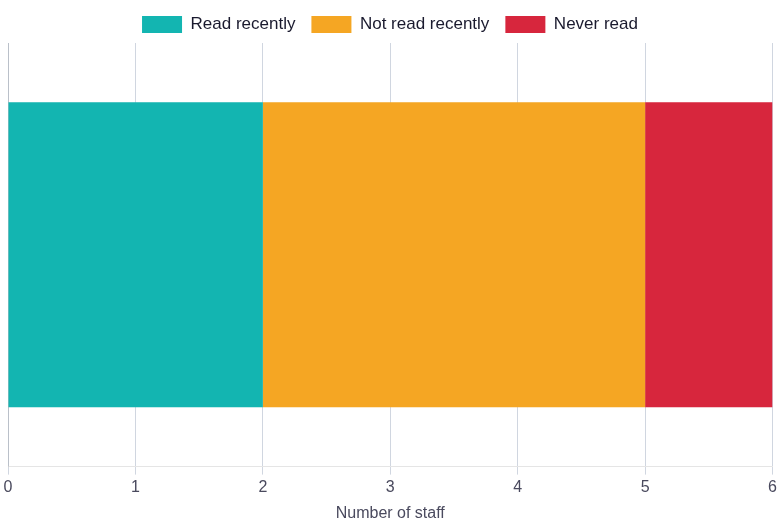 Read recently Not read recently Never read
0 1 2 3 4 5 6
Number of staff